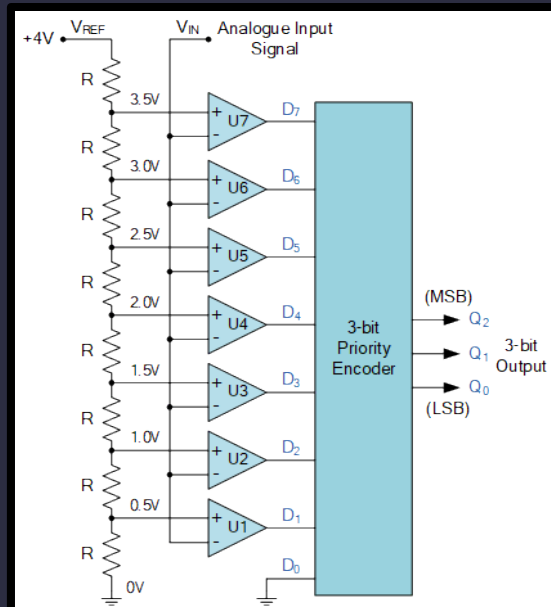 +4V V_REF V_IN Analogue Input
Signal
R
3.5V + - U7 D₇
R
3.0V + - U6 D₆
R
2.5V + - U5 D₅
R
2.0V + - U4 D₄
R
1.5V + - U3 D₃
R
1.0V + - U2 D₂
R
0.5V + - U1 D₁
R
0V D₀
3-bit
Priority
Encoder
(MSB)
Q₂
Q₁ 3-bit
Output
Q₀
(LSB)